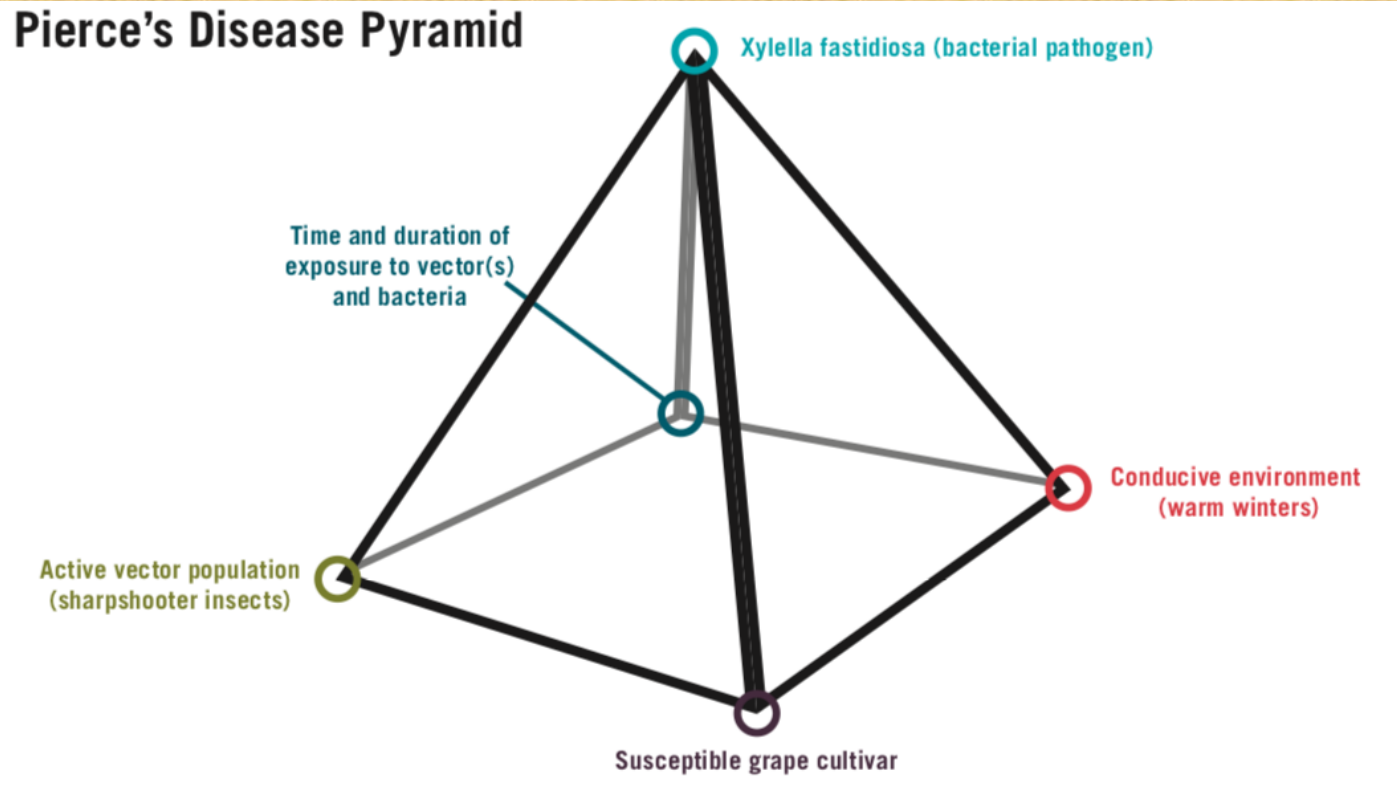 Pierce’s Disease Pyramid
Xylella fastidiosa (bacterial pathogen)
Time and duration of
exposure to vector(s)
and bacteria
Conducive environment
(warm winters)
Active vector population
(sharpshooter insects)
Susceptible grape cultivar